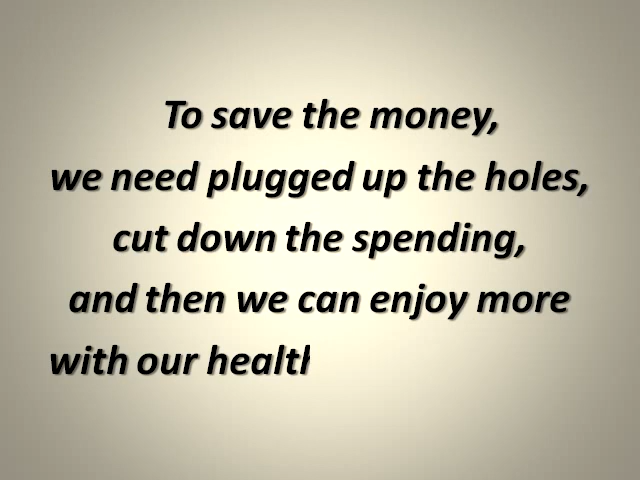 To save the money,
we need plugged up the holes,
cut down the spending,
and then we can enjoy more
with our health